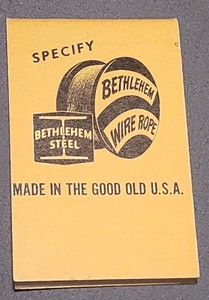 SPECIFY
BETHLEHEM
WIRE ROPE
BETHLEHEM
STEEL
MADE IN THE GOOD OLD U.S.A.